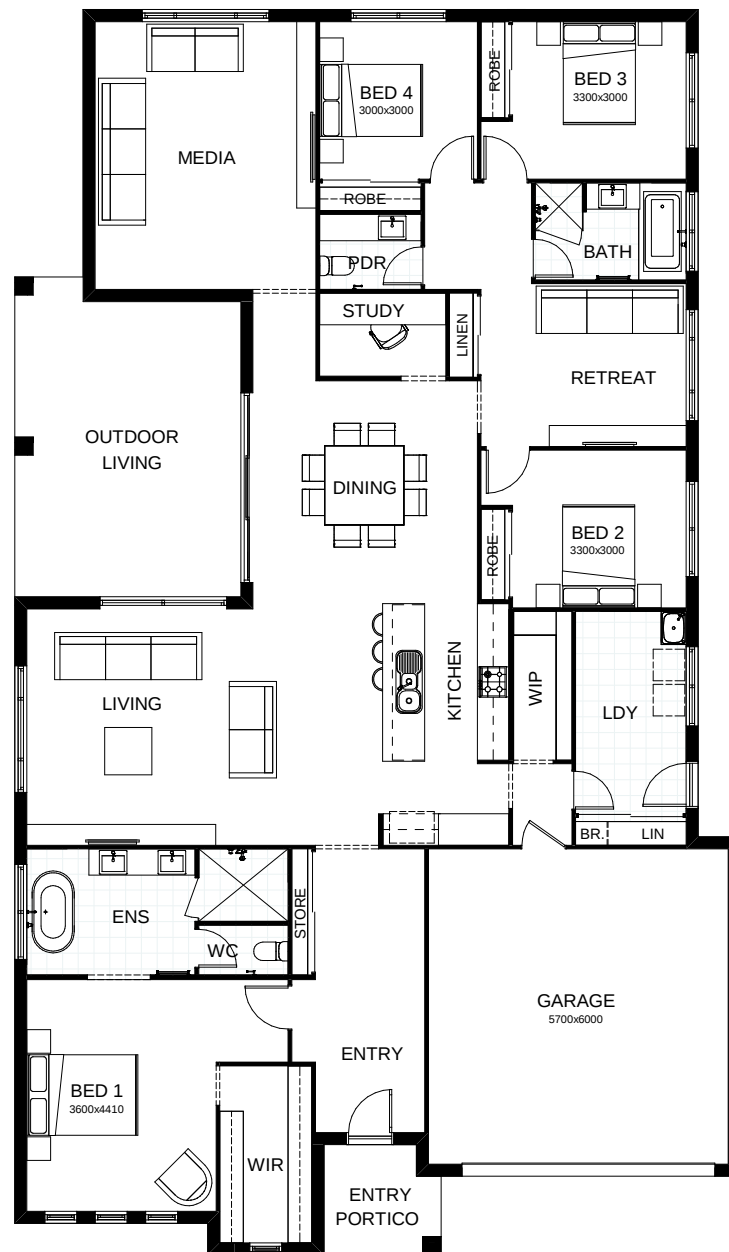 BED 4
3000x3000
ROBE
BED 3
3300x3000
MEDIA
ROBE
PDR
BATH
STUDY
LINEN
RETREAT
OUTDOOR
LIVING
DINING
BED 2
3300x3000
ROBE
KITCHEN
WIP
LIVING
LDY
BR.
LIN
ENS
STORE
WC
GARAGE
5700x6000
ENTRY
BED 1
3600x4410
WIR
ENTRY
PORTICO